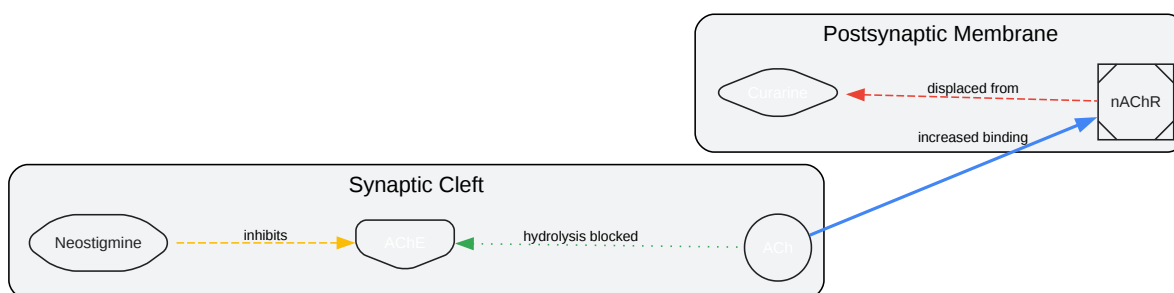 Postsynaptic Membrane
Curarine
displaced from
nAChR
increased binding
Synaptic Cleft
Neostigmine
inhibits
AChE
hydrolysis blocked
ACh